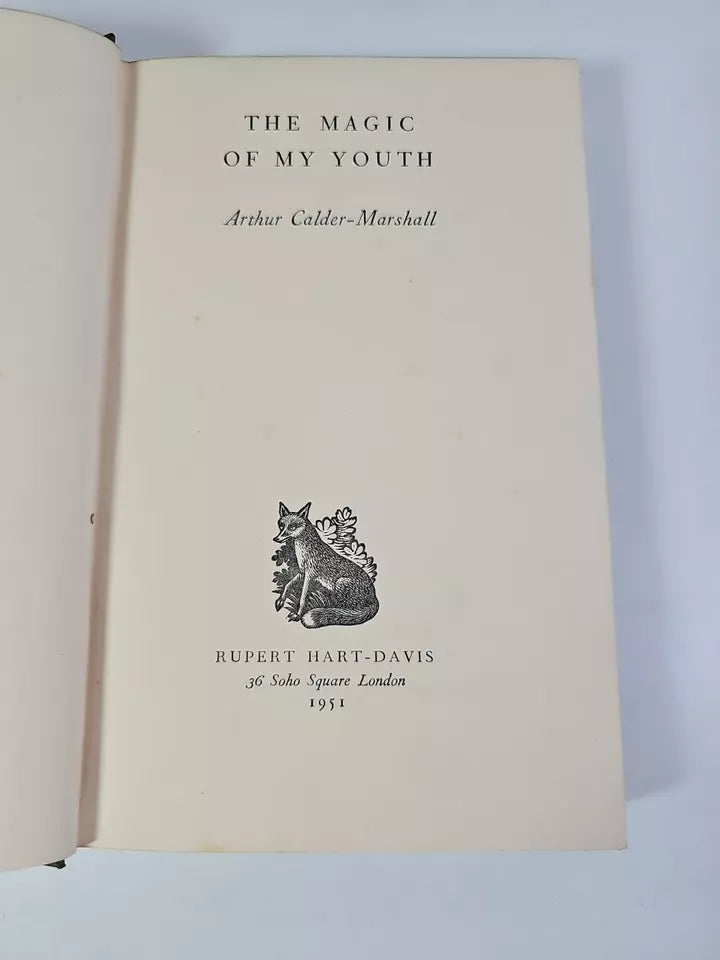 THE MAGIC
OF MY YOUTH
Arthur Calder-Marshall
RUPERT HART-DAVIS
36 Soho Square London
1951